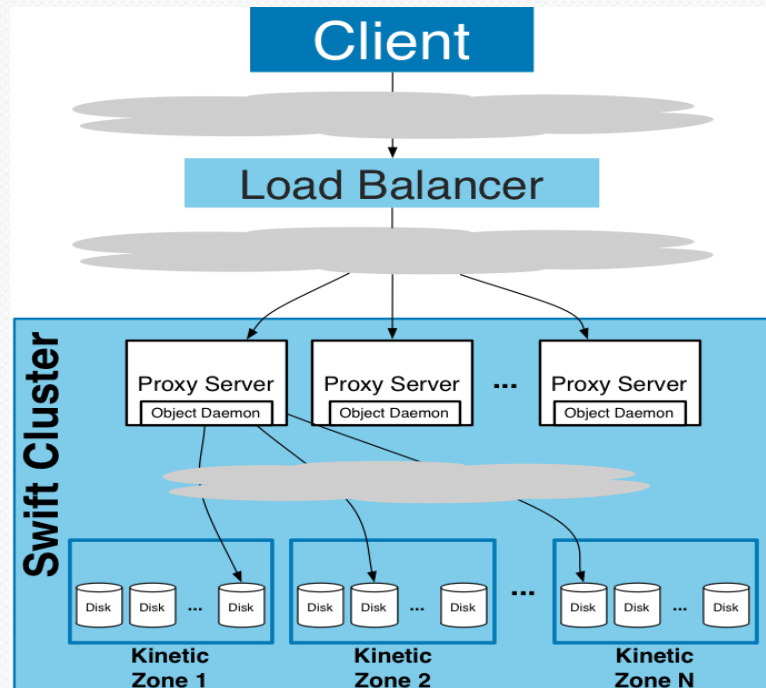 Client
Load Balancer
Swift Cluster
Proxy Server
Object Daemon
Proxy Server
Object Daemon
...
Proxy Server
Object Daemon
Disk Disk ... Disk
Kinetic
Zone 1
Disk Disk ... Disk
Kinetic
Zone 2
...
Disk Disk ... Disk
Kinetic
Zone N